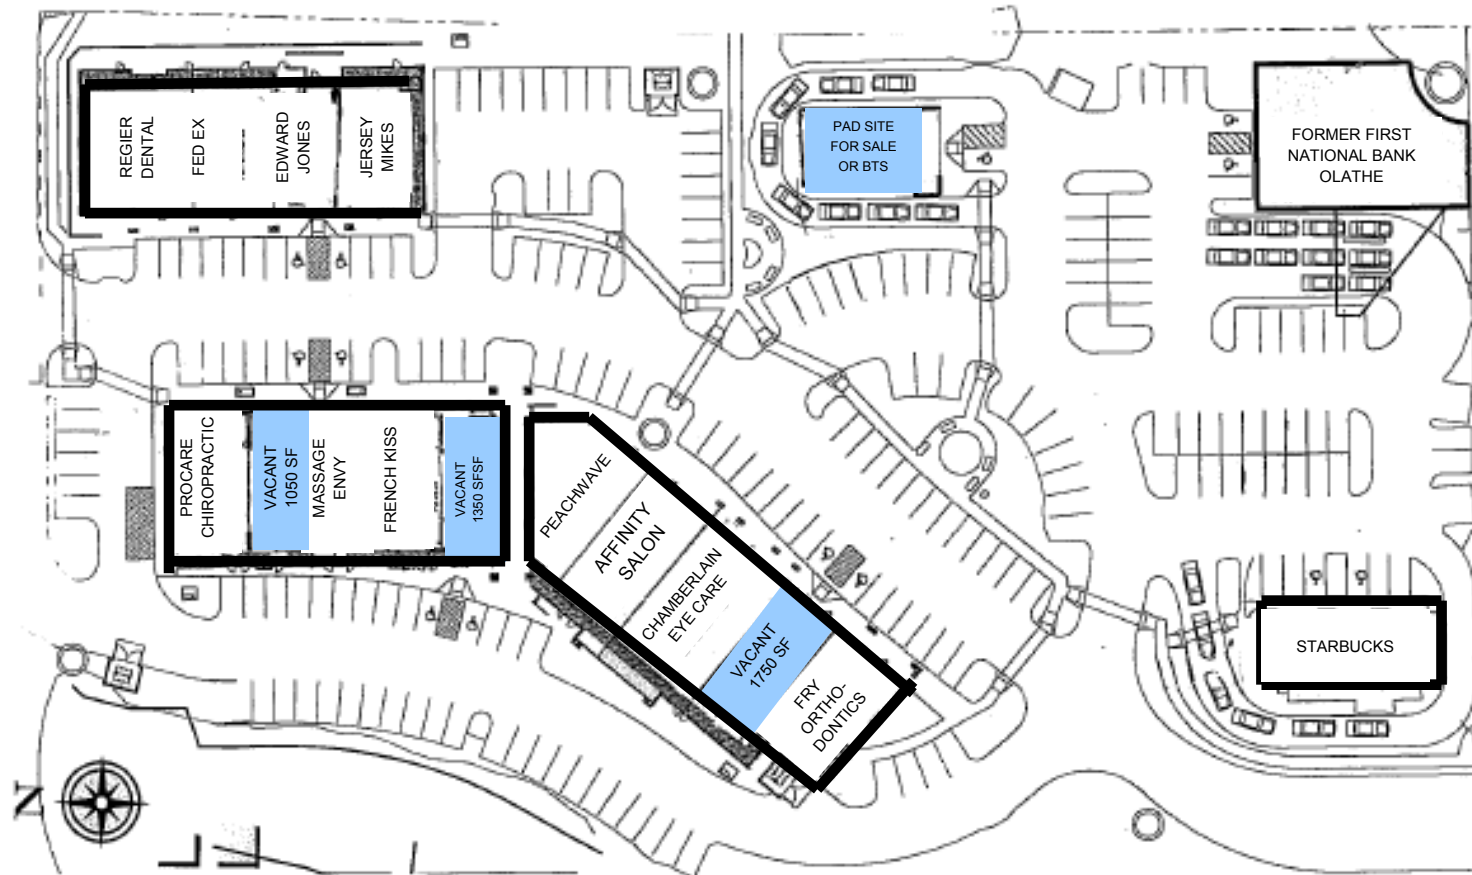 REGIER
DENTAL
FED EX
EDWARD
JONES
JERSEY
MIKES
PAD SITE
FOR SALE
OR BTS
FORMER FIRST
NATIONAL BANK
OLATHE
PROCARE
CHIROPRACTIC
VACANT
1050 SF
MASSAGE
ENVY
FRENCH KISS
VACANT
1350 SFSF
PEACHWAVE
AFFINITY
SALON
CHAMBERLAIN
EYE CARE
VACANT
1750 SF
FRY
ORTHO-
DONTICS
STARBUCKS
N